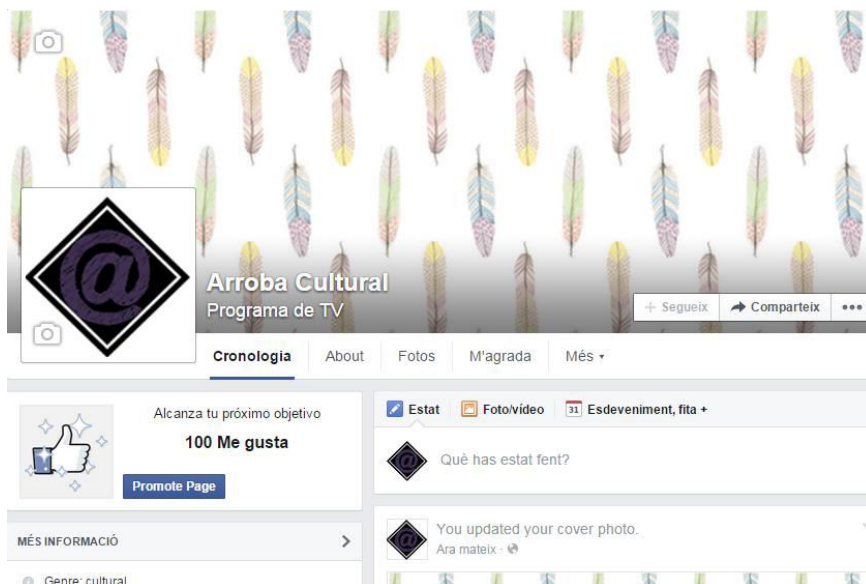 @
Arroba Cultural
Programa de TV
+ Segueix
Comparteix
Cronologia
About
Fotos
M'agrada
Més
Alcanza tu próximo objetivo
100 Me gusta
Promote Page
MÉS INFORMACIÓ
Genre: cultural
Estat
Foto/vídeo
31
Esdeveniment, fita +
@
Què has estat fent?
@
You updated your cover photo.
Ara mateix ·